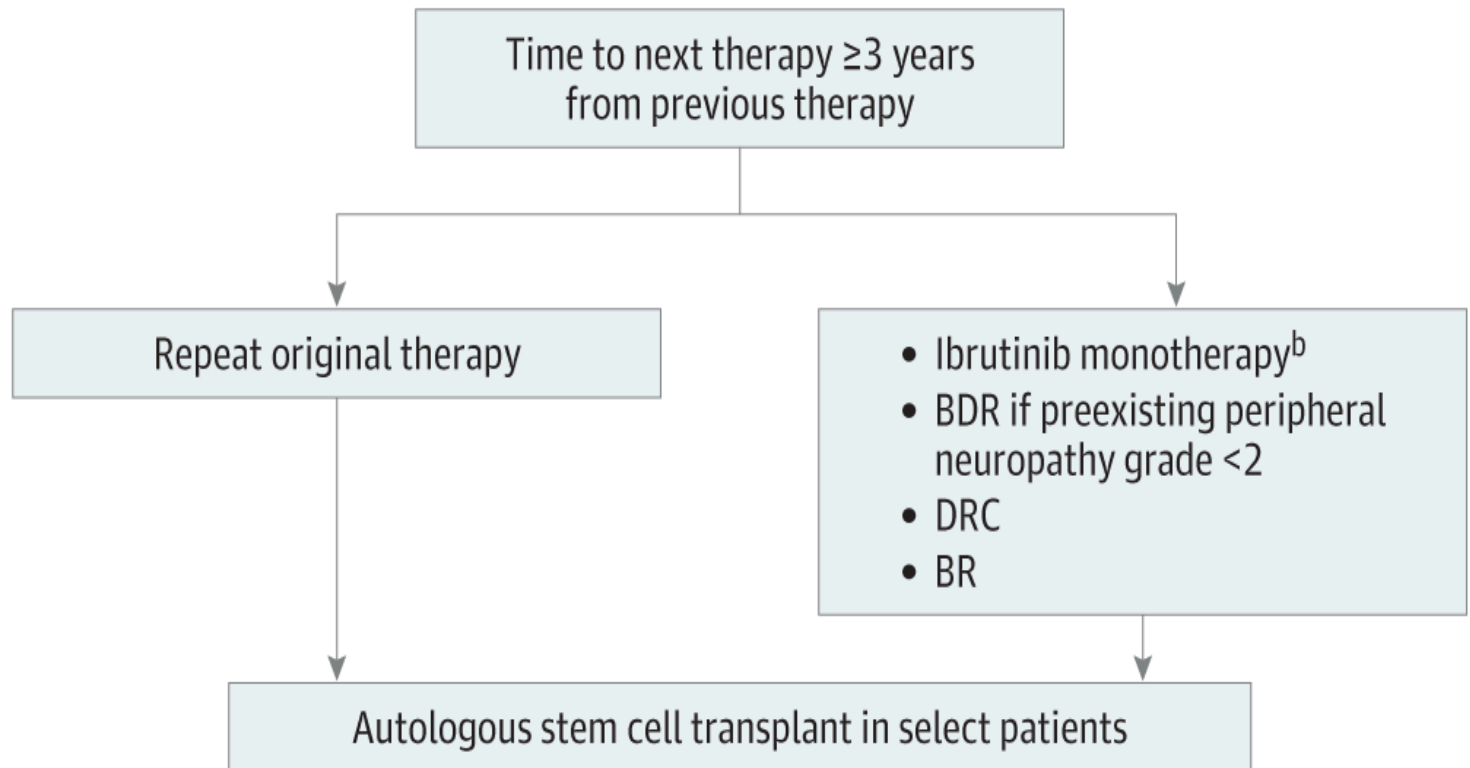 Time to next therapy ≥3 years
from previous therapy
Repeat original therapy
• Ibrutinib monotherapyᵇ
• BDR if preexisting peripheral
neuropathy grade <2
• DRC
• BR
Autologous stem cell transplant in select patients